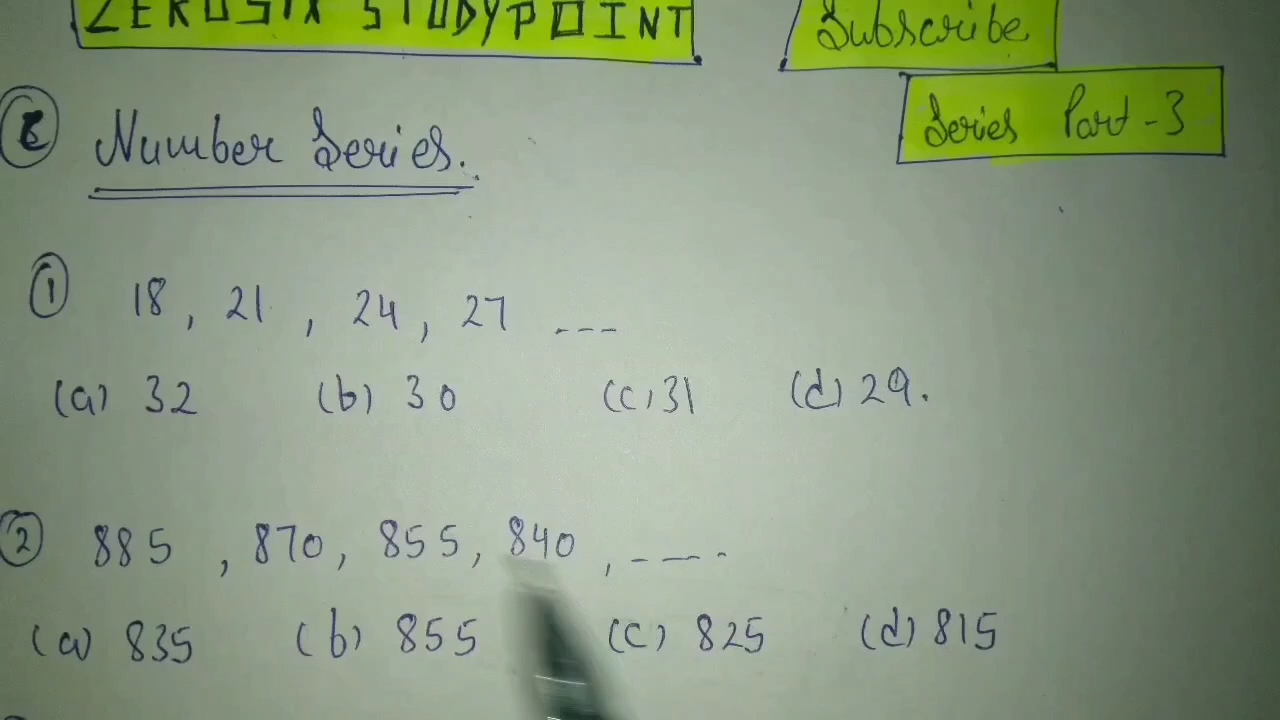 ZEROSIX STUDYPOINT
Subscribe
Series Part-3
Number Series.
① 18, 21, 24, 27 ---
(a) 32 (b) 30 (c) 31 (d) 29.
② 885, 870, 855, 840, ----
(a) 835 (b) 855 (c) 825 (d) 815